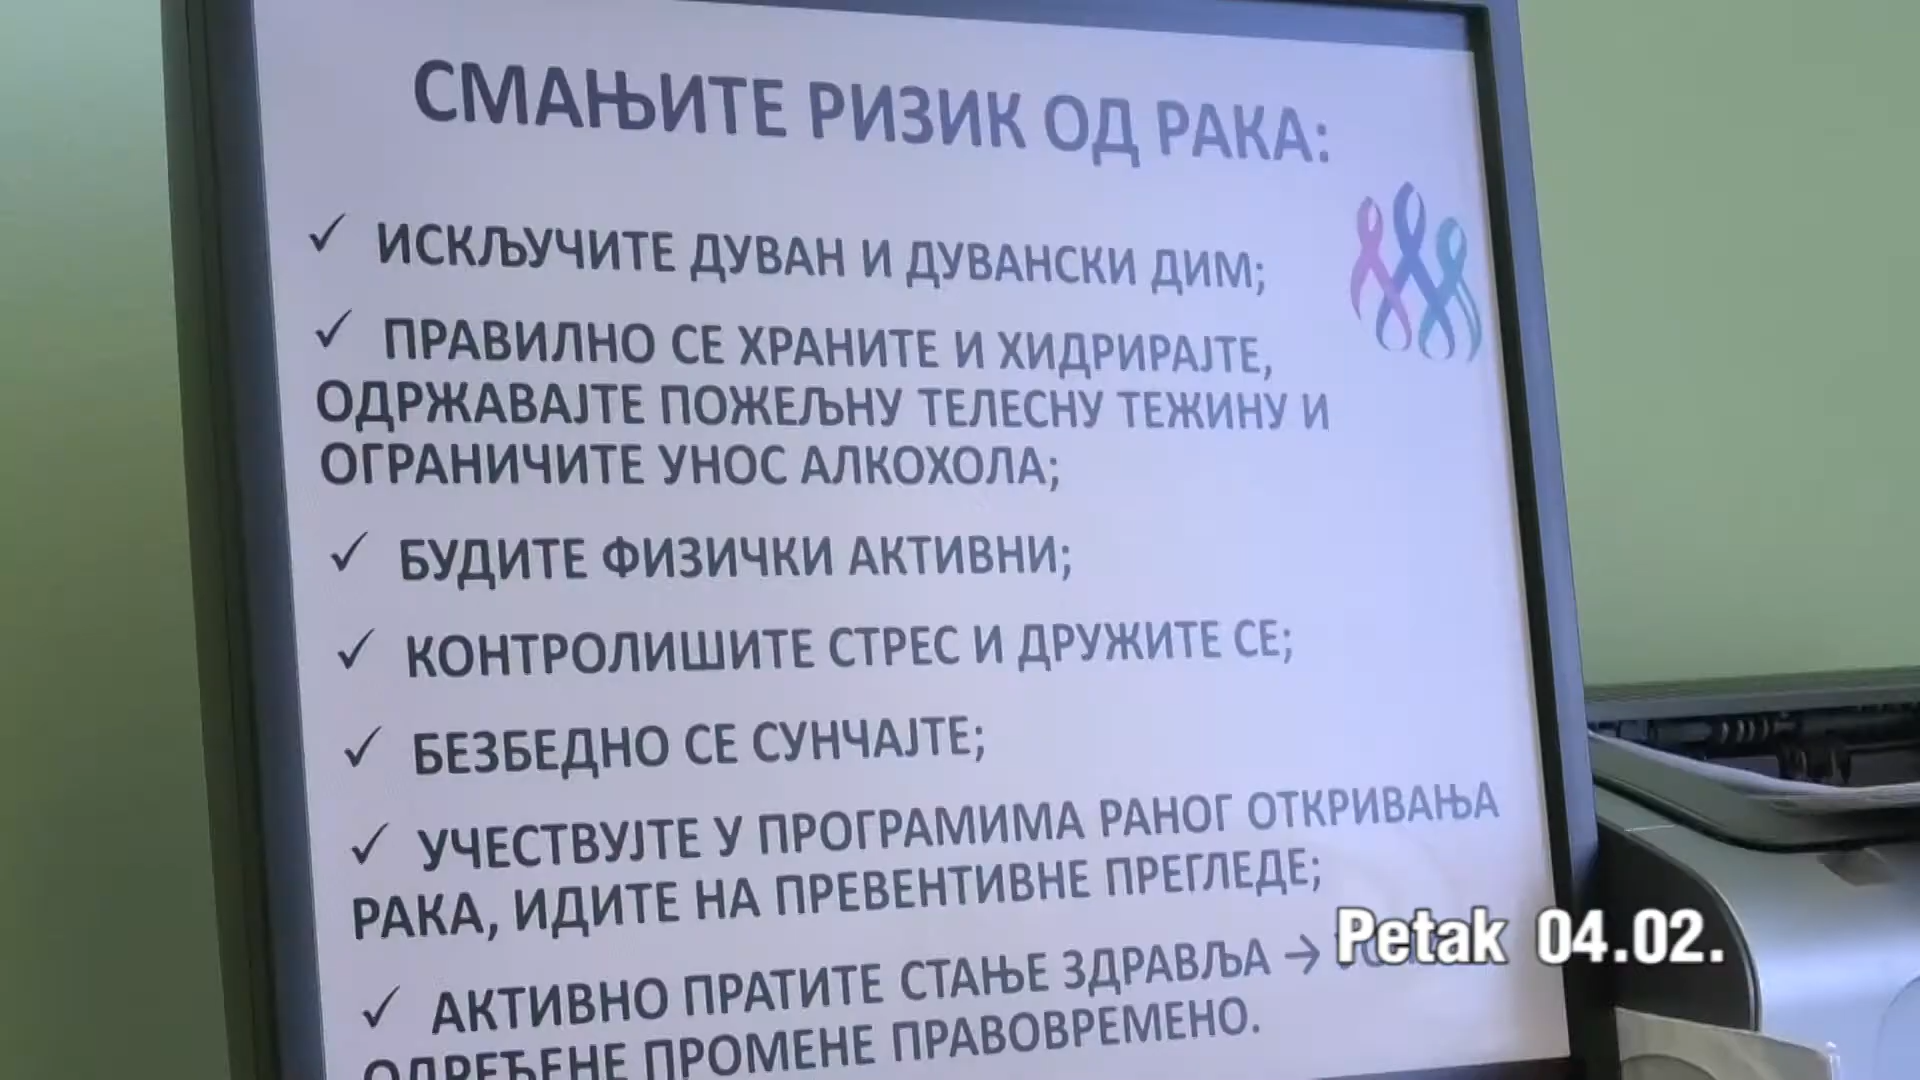 СМАЊИТЕ РИЗИК ОД РАКА:
✓ ИСКЉУЧИТЕ ДУВАН И ДУВАНСКИ ДИМ;
✓ ПРАВИЛНО СЕ ХРАНИТЕ И ХИДРИРАЈТЕ,
ОДРЖАВАЈТЕ ПОЖЕЉНУ ТЕЛЕСНУ ТЕЖИНУ И
ОГРАНИЧИТЕ УНОС АЛКОХОЛА;
✓ БУДИТЕ ФИЗИЧКИ АКТИВНИ;
✓ КОНТРОЛИШИТЕ СТРЕС И ДРУЖИТЕ СЕ;
✓ БЕЗБЕДНО СЕ СУНЧАЈТЕ;
✓ УЧЕСТВУЈТЕ У ПРОГРАМИМА РАНОГ ОТКРИВАЊА
РАКА, ИДИТЕ НА ПРЕВЕНТИВНЕ ПРЕГЛЕДЕ;
✓ АКТИВНО ПРАТИТЕ СТАЊЕ ЗДРАВЉА →
ОДРЕЂЕНЕ ПРОМЕНЕ ПРАВОВРЕМЕНО.
Petak 04.02.